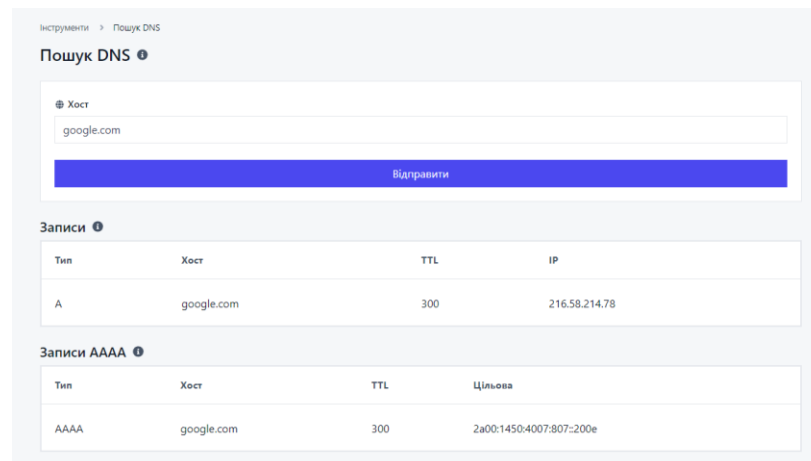 Інструменти > Пошук DNS
Пошук DNS
Хост
google.com
Відправити
Записи
Тип Хост TTL IP
A google.com 300 216.58.214.78
Записи AAAA
Тип Хост TTL Цільова
AAAA google.com 300 2a00:1450:4007:807::200e